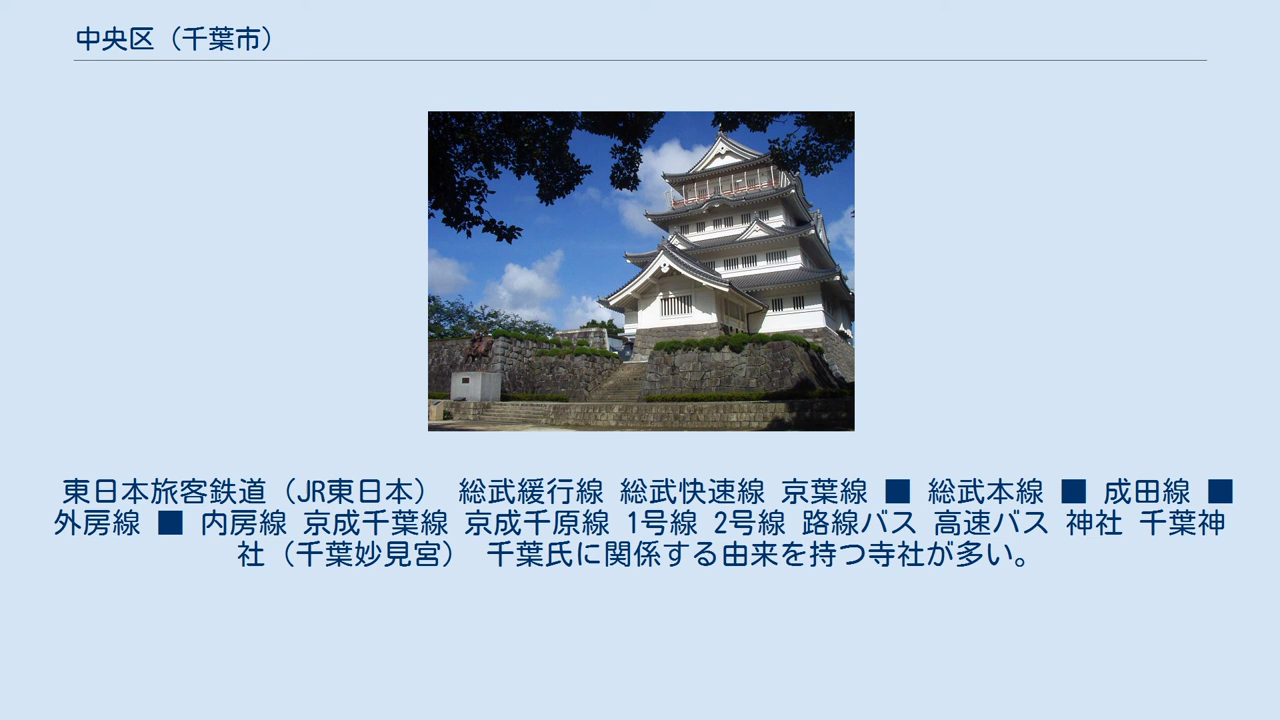 中央区（千葉市）
東日本旅客鉄道（JR東日本） 総武緩行線 総武快速線 京葉線 ■ 総武本線 ■ 成田線 ■
外房線 ■ 内房線 京成千葉線 京成千原線 1号線 2号線 路線バス 高速バス 神社 千葉神
社（千葉妙見宮） 千葉氏に関係する由来を持つ寺社が多い。